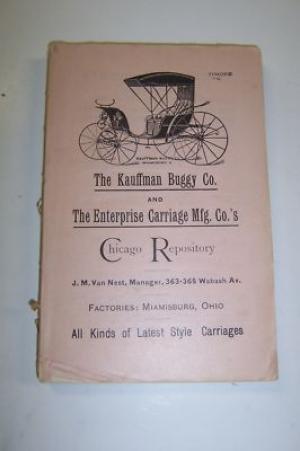 The Kauffman Buggy Co.
AND
The Enterprise Carriage Mfg. Co.'s
Chicago Repository
J. M. Van Nest, Manager, 363-365 Wabash Av.
FACTORIES: MIAMISBURG, OHIO
All Kinds of Latest Style Carriages